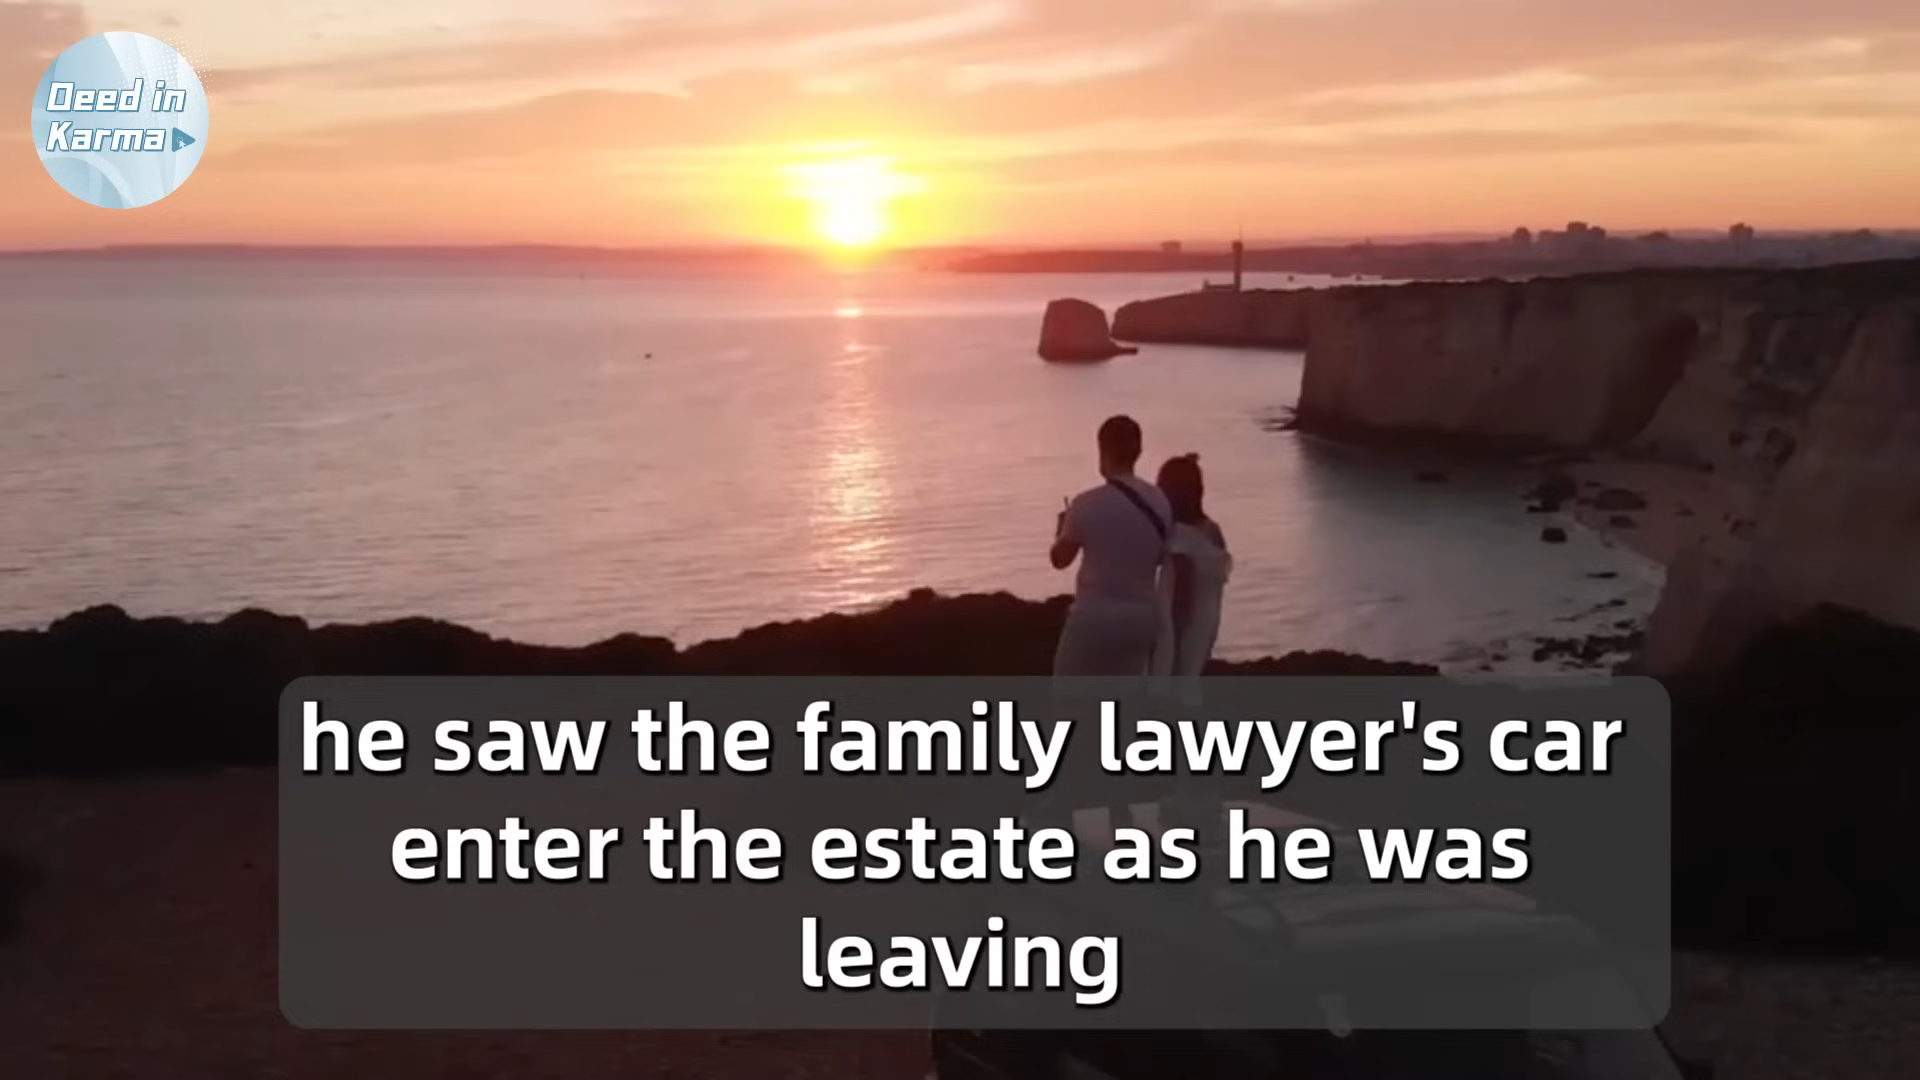 Deed in
Karma
he saw the family lawyer's car
enter the estate as he was
leaving